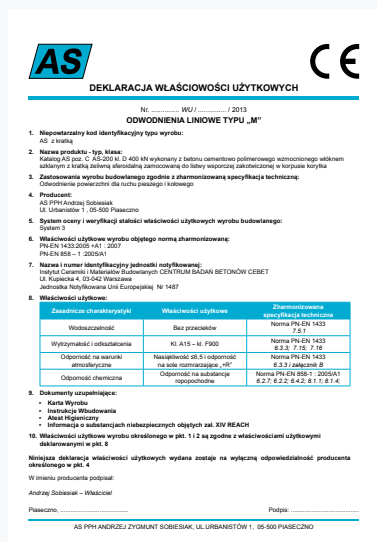 AS
CE
DEKLARACJA WŁAŚCIOWOŚCI UŻYTKOWYCH
Nr. ............... WU / ............... / 2013
ODWODNIENIA LINIOWE TYPU „M”
1. Niepowtarzalny kod identyfikacyjny typu wyrobu:
AS z kratką
2. Nazwa produktu - typ, klasa:
Katalog AS poz. C AS-200 kl. D 400 kN wykonany z betonu cementowo polimerowego wzmocnionego włóknem
szklanym z kratką żeliwną sferoidalną zamocowaną do listwy wsporczej zakotwiczonej w korpusie korytka
3. Zastosowania wyrobu budowlanego zgodnie z zharmonizowaną specyfikacja techniczną:
Odwodnienie powierzchni dla ruchu pieszego i kołowego
4. Producent:
AS PPH Andrzej Sobiesiak
Ul. Urbanistów 1 , 05-500 Piaseczno
5. System oceny i weryfikacji stałości właściwości użytkowych wyrobu budowlanego:
System 3
6. Właściwości użytkowe wyrobu objętego normą zharmonizowaną:
PN-EN 1433:2005 +A1 : 2007
PN-EN 858 – 1 :2005/A1
7. Nazwa i numer identyfikacyjny jednostki notyfikowanej:
Instytut Ceramiki i Materiałów Budowlanych CENTRUM BADAŃ BETONÓW CEBET
Ul. Kupiecka 4, 03-042 Warszawa
Jednostka Notyfikowana Unii Europejskiej Nr 1487
8. Właściwości użytkowe:
Zasadnicze charakterystyki Właściwości użytkowe Zharmonizowana specyfikacja techniczna
Wodoszczelność Bez przecieków Norma PN-EN 1433
7.5.1
Wytrzymałość i odkształcenia Kl. A15 – kl. F900 Norma PN-EN 1433
6.3.3; 7.15; 7.16
Odporność na warunki atmosferyczne Nasiąkliwość ≤6,5 i odporność na sole rozmrarzające „+R” Norma PN-EN 1433
6.3.3 i załącznik B
Odporność chemiczna Odporność na substancje ropopochodne Norma PN-EN 858-1 : 2005/A1
6.2.7; 6.2.2; 6.4.2; 8.1.1; 8.1.4;
9. Dokumenty uzupełniające:
• Karta Wyrobu
• Instrukcje Wbudowania
• Atest Higieniczny
• Informacja o substancjach niebezpiecznych objętych zał. XIV REACH
10. Właściwości użytkowe wyrobu określonego w pkt. 1 i 2 są zgodne z właściwościami użytkowymi
deklarowanymi w pkt. 8
Niniejsza deklaracja właściwości użytkowych wydana zostaje na wyłączną odpowiedzialność producenta
określonego w pkt. 4
W imieniu producenta podpisał:
Andrzej Sobiesiak – Właściciel
Piaseczno, ...................................... Podpis: ......................................
AS PPH ANDRZEJ ZYGMUNT SOBIESIAK, UL.URBANISTÓW 1, 05-500 PIASECZNO